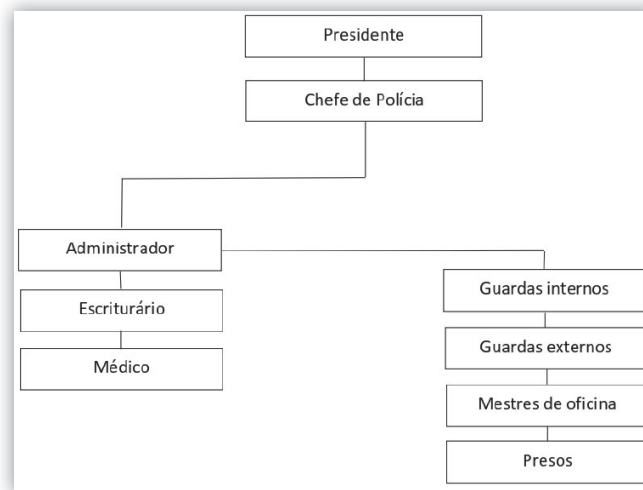 Presidente
Chefe de Polícia
Administrador
Escriturário
Médico
Guardas internos
Guardas externos
Mestres de oficina
Presos